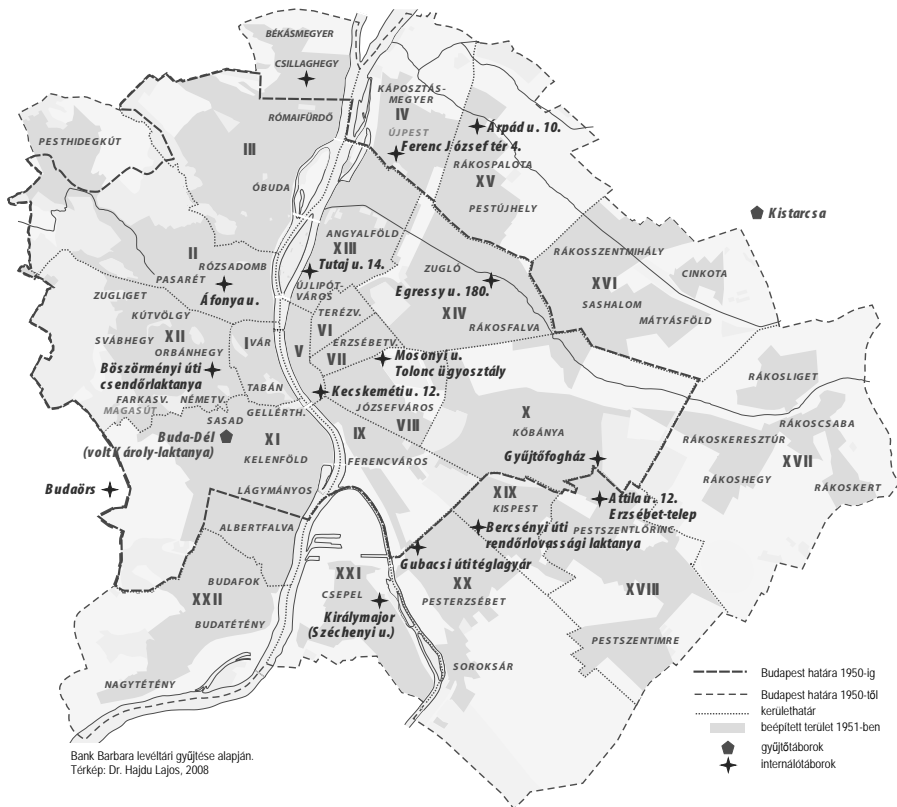 BÉKÁSMEGYER
CSILLAGHEGY
KÁPOSZTÁS-
MEGYER
IV
ÚJPEST
Árpád u. 10.
Ferenc József tér 4.
RÓMAIFÜRDŐ
PESTHIDEGKÚT
III
RÁKOSPALOTA
XV
ÓBUDA
PESTÚJHELY
Kistarcsa
ANGYALFÖLD
XIII
RÁKOSSZENTMIHÁLY
II
RÓZSADOMB
Tutaj u. 14.
ZUGLÓ
CINKOTA
PASARÉT
ÚJLIPÓT-
VÁROS
Egressy u. 180.
XVI
SASHALOM
ZUGLIGET
Áfonya u.
TERÉZV.
XIV
MÁTYÁSFÖLD
KÚTVÖLGY
VI
RÁKOSFALVA
XII
SVÁBHEGY
I
VÁR
V
ERZSÉBETV.
ORBÁNHEGY
VII
Mosonyi u.
Tolonc ügyosztály
Böszörményi úti
csendőrlaktanya
RÁKOSLIGET
TABÁN
Kecskeméti u. 12.
FARKASV.
NÉMETV.
MAGASÚT
JÓZSEFVÁROS
GELLÉRTH.
SASAD
VIII
X
RÁKOSCSABA
Buda-Dél
(volt Károly-laktanya)
XI
IX
KŐBÁNYA
RÁKOSKERESZTÚR
XVII
KELENFÖLD
FERENCVÁROS
Gyűjtőfogház
RÁKOSHEGY
Budaörs
LÁGYMÁNYOS
XIX
KISPEST
Attila u. 12.
Erzsébet-telep
RÁKOSKERT
ALBERTFALVA
Bercsényi úti
rendőrlovassági laktanya
PESTSZENTLŐRINC
Gubacsi úti téglagyár
BUDAFOK
XXII
XXI
CSEPEL
XX
PESTERZSÉBET
XVIII
Királymajor
(Széchenyi u.)
BUDATÉTÉNY
PESTSZENTIMRE
SOROKSÁR
NAGYTÉTÉNY
Budapest határa 1950-ig
Budapest határa 1950-től
kerülethatár
beépített terület 1951-ben
gyűjtőtáborok
internálótáborok
Bank Barbara levéltári gyűjtése alapján.
Térkép: Dr. Hajdu Lajos, 2008